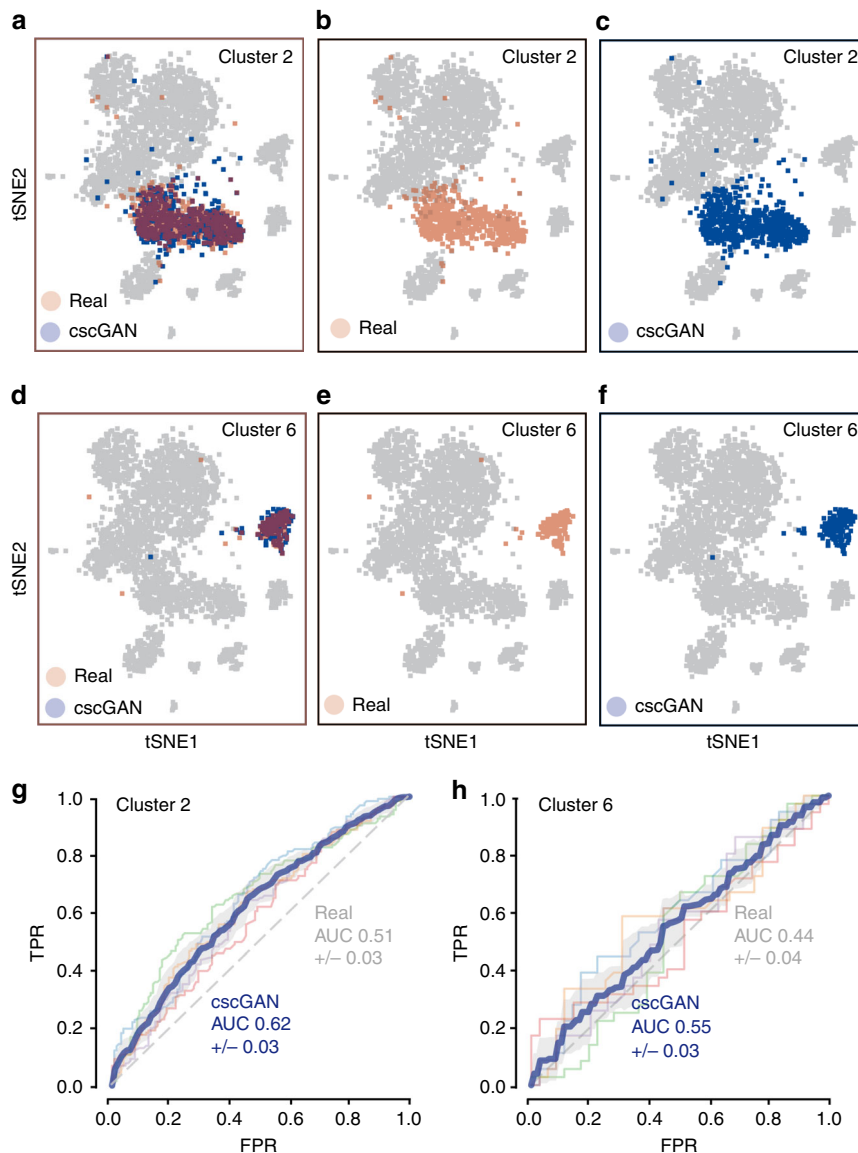 a
Cluster 2
tSNE2
Real
cscGAN
b
Cluster 2
Real
c
Cluster 2
cscGAN
d
Cluster 6
tSNE2
Real
cscGAN
tSNE1
e
Cluster 6
Real
f
Cluster 6
cscGAN
tSNE1
g
Cluster 2
1.0
0.8
0.6
0.4
0.2
0.0
TPR
Real
AUC 0.51
+/− 0.03
cscGAN
AUC 0.62
+/− 0.03
0.0 0.2 0.4 0.6 0.8 1.0
FPR
h
Cluster 6
1.0
0.8
0.6
0.4
0.2
0.0
TPR
Real
AUC 0.44
+/− 0.04
cscGAN
AUC 0.55
+/− 0.03
0.0 0.2 0.4 0.6 0.8 1.0
FPR